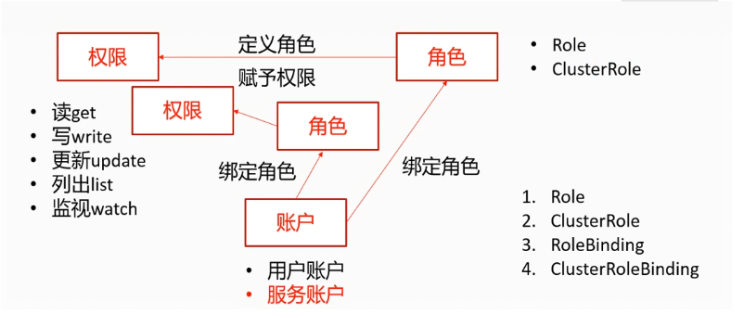 定义角色
权限
角色
赋予权限
权限
角色
• Role
• ClusterRole
• 读get
• 写write
• 更新update
• 列出list
• 监视watch
绑定角色
绑定角色
账户
• 用户账户
• 服务账户
1. Role
2. ClusterRole
3. RoleBinding
4. ClusterRoleBinding